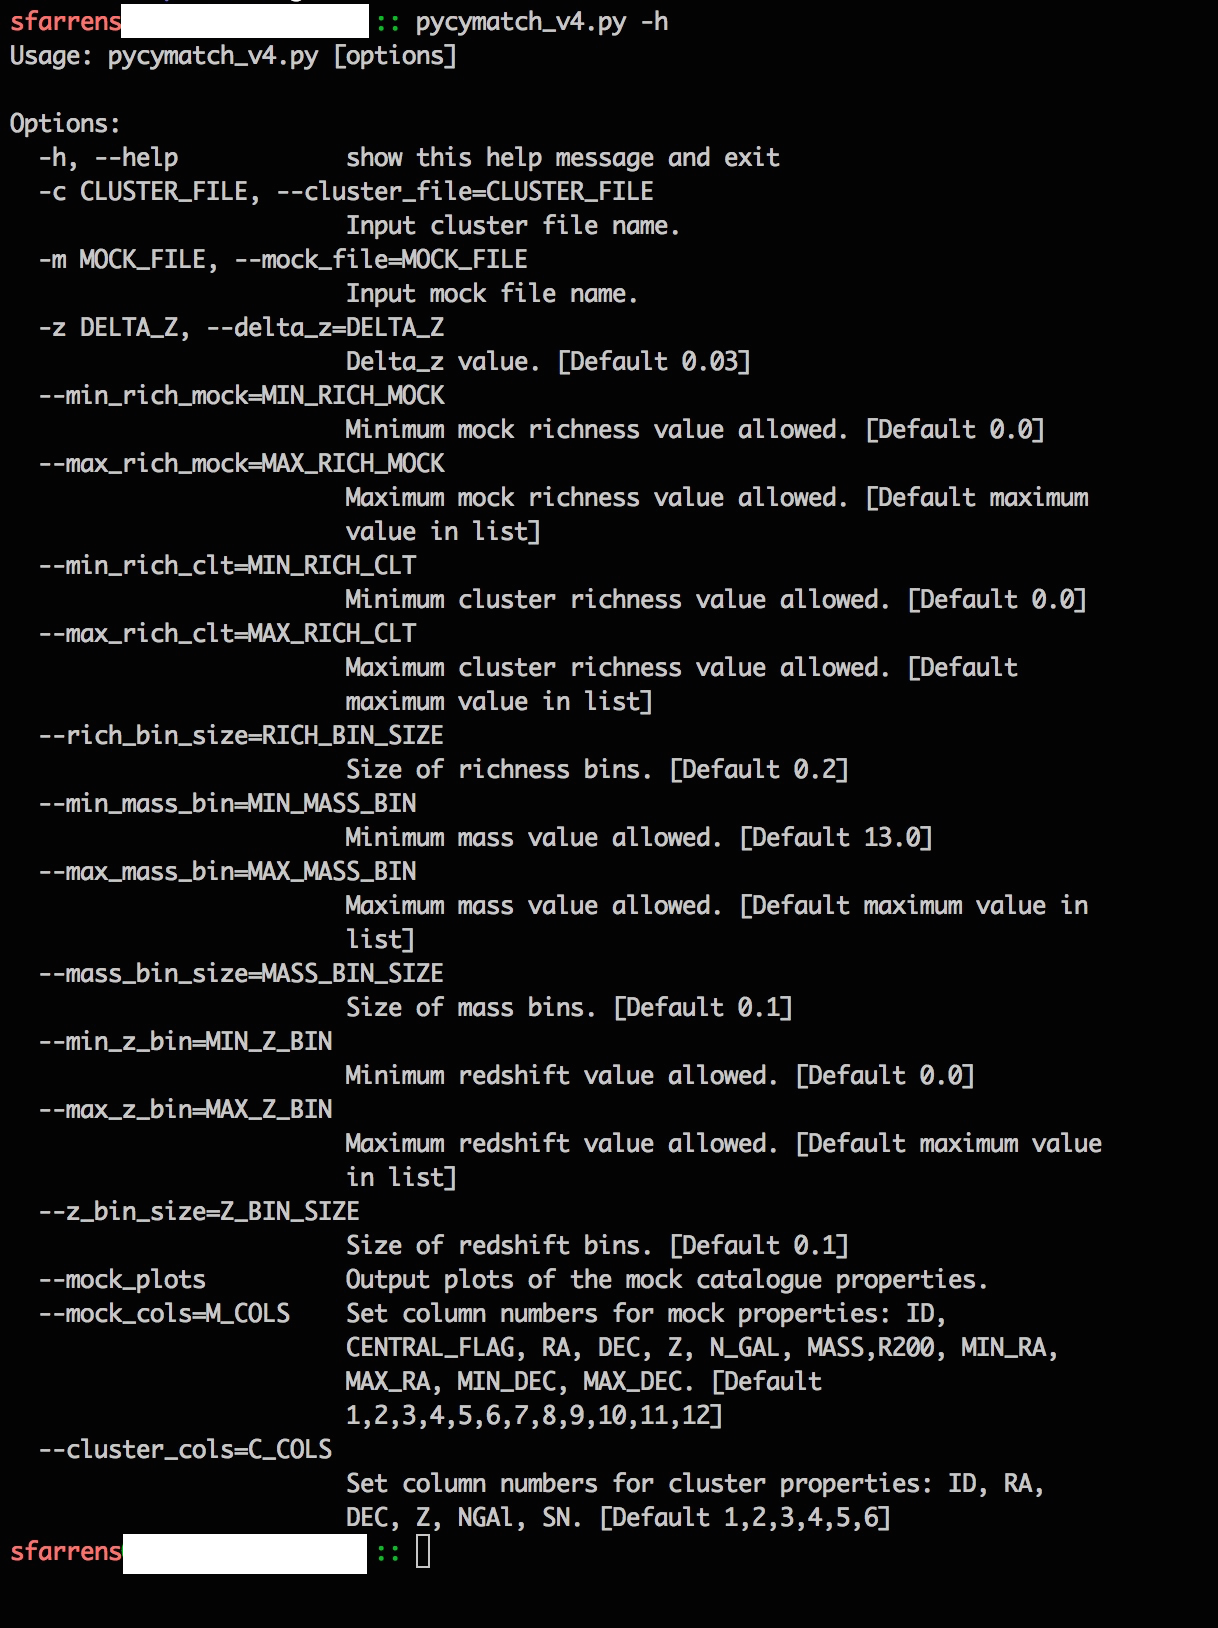 sfarrens :: pycymatch_v4.py -h
Usage: pycymatch_v4.py [options]
Options:
-h, --help show this help message and exit
-c CLUSTER_FILE, --cluster_file=CLUSTER_FILE
Input cluster file name.
-m MOCK_FILE, --mock_file=MOCK_FILE
Input mock file name.
-z DELTA_Z, --delta_z=DELTA_Z
Delta_z value. [Default 0.03]
--min_rich_mock=MIN_RICH_MOCK
Minimum mock richness value allowed. [Default 0.0]
--max_rich_mock=MAX_RICH_MOCK
Maximum mock richness value allowed. [Default maximum
value in list]
--min_rich_clt=MIN_RICH_CLT
Minimum cluster richness value allowed. [Default 0.0]
--max_rich_clt=MAX_RICH_CLT
Maximum cluster richness value allowed. [Default
maximum value in list]
--rich_bin_size=RICH_BIN_SIZE
Size of richness bins. [Default 0.2]
--min_mass_bin=MIN_MASS_BIN
Minimum mass value allowed. [Default 13.0]
--max_mass_bin=MAX_MASS_BIN
Maximum mass value allowed. [Default maximum value in
list]
--mass_bin_size=MASS_BIN_SIZE
Size of mass bins. [Default 0.1]
--min_z_bin=MIN_Z_BIN
Minimum redshift value allowed. [Default 0.0]
--max_z_bin=MAX_Z_BIN
Maximum redshift value allowed. [Default maximum value
in list]
--z_bin_size=Z_BIN_SIZE
Size of redshift bins. [Default 0.1]
--mock_plots Output plots of the mock catalogue properties.
--mock_cols=M_COLS Set column numbers for mock properties: ID,
CENTRAL_FLAG, RA, DEC, Z, N_GAL, MASS,R200, MIN_RA,
MAX_RA, MIN_DEC, MAX_DEC. [Default
1,2,3,4,5,6,7,8,9,10,11,12]
--cluster_cols=C_COLS
Set column numbers for cluster properties: ID, RA,
DEC, Z, NGAl, SN. [Default 1,2,3,4,5,6]
sfarrens ::